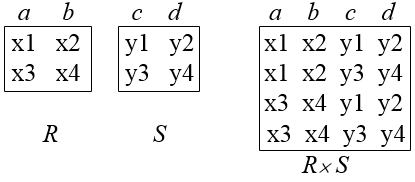 a b
x1 x2
x3 x4
R
c d
y1 y2
y3 y4
S
a b c d
x1 x2 y1 y2
x1 x2 y3 y4
x3 x4 y1 y2
x3 x4 y3 y4
R × S